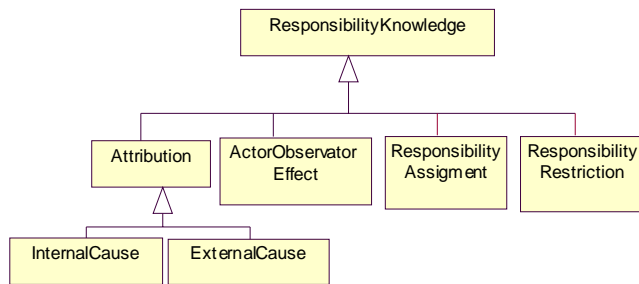 ResponsibilityKnowledge
Attribution
ActorObservator
Effect
Responsibility
Assigment
Responsibility
Restriction
InternalCause
ExternalCause